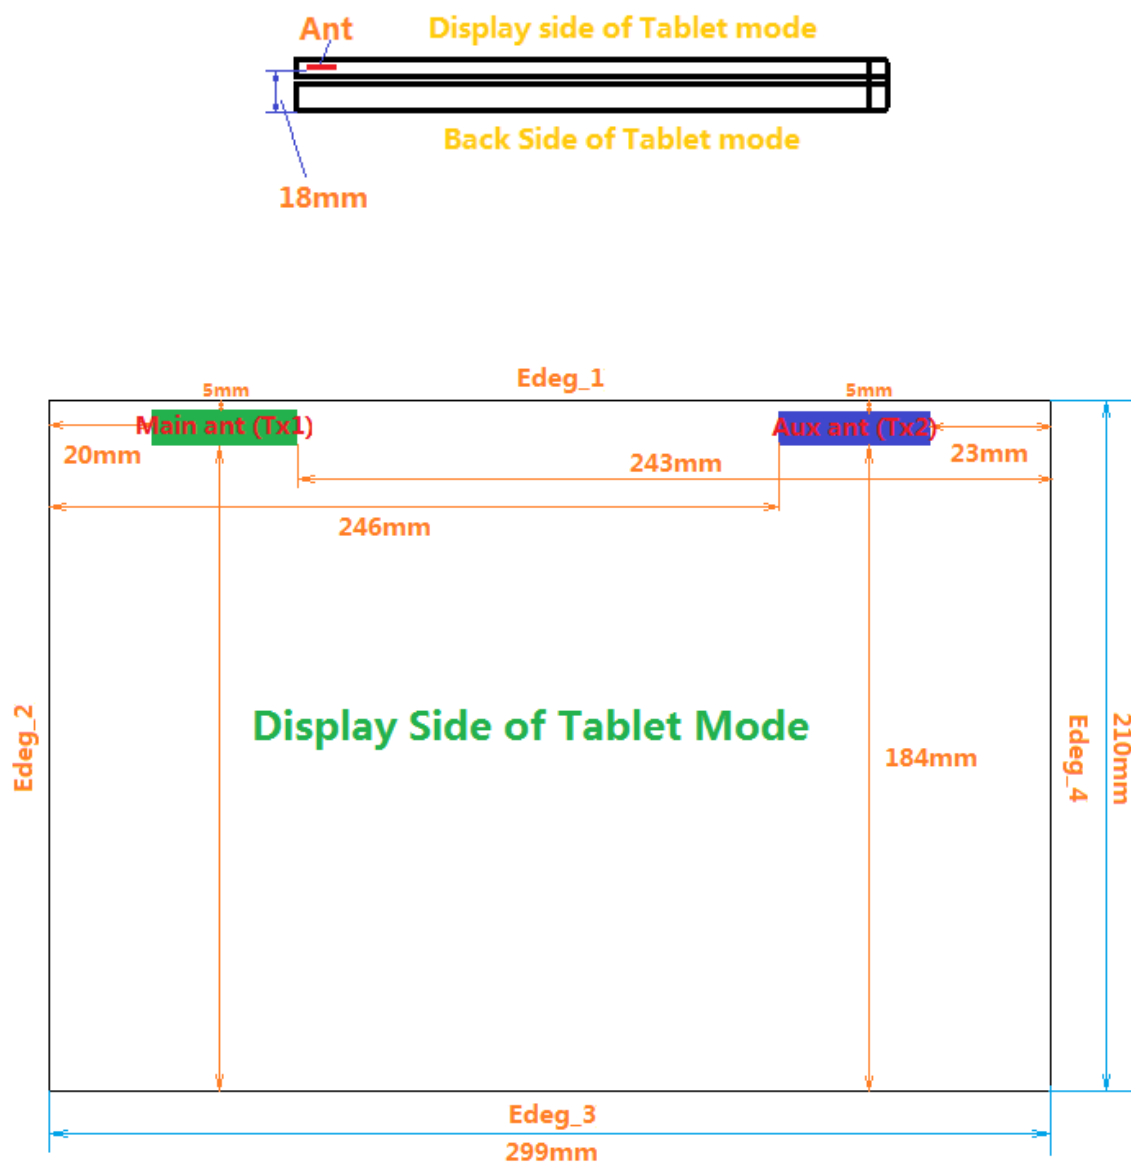 Ant
Display side of Tablet mode
Back Side of Tablet mode
18mm
Edeg_1
5mm
5mm
Main ant (Tx1)
Aux ant (Tx2)
20mm
243mm
23mm
246mm
Edeg_2
Display Side of Tablet Mode
184mm
Edeg_4
210mm
Edeg_3
299mm